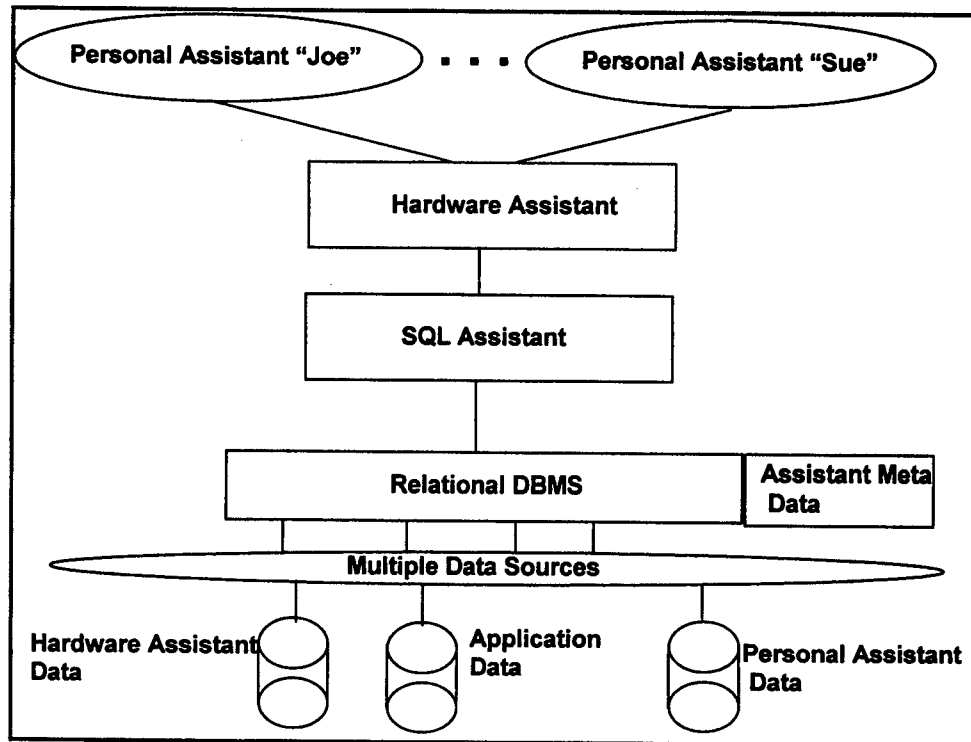 Personal Assistant “Joe”
Personal Assistant “Sue”
Hardware Assistant
SQL Assistant
Relational DBMS
Assistant Meta
Data
Multiple Data Sources
Hardware Assistant
Data
Application
Data
Personal Assistant
Data